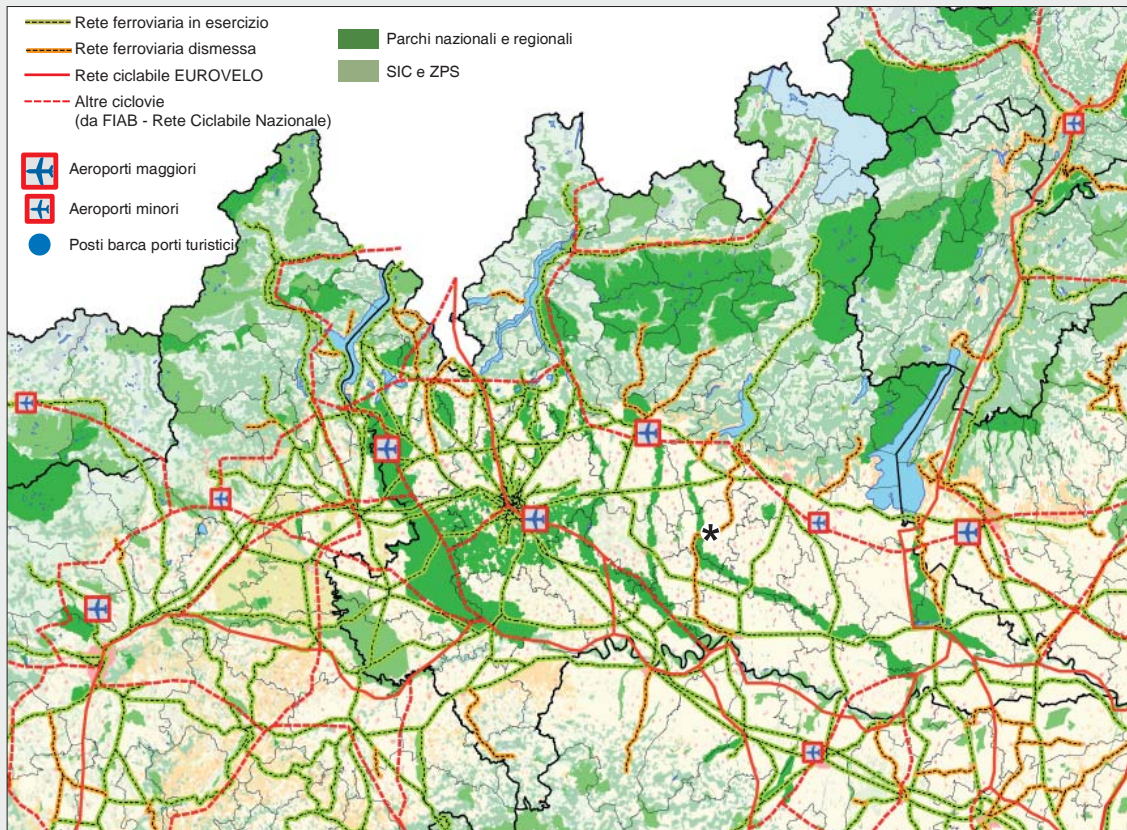 Rete ferroviaria in esercizio
Rete ferroviaria dismessa
Rete ciclabile EUROVELO
Altre ciclovie
(da FIAB - Rete Ciclabile Nazionale)
Aeroporti maggiori
Aeroporti minori
Posti barca porti turistici
Parchi nazionali e regionali
SIC e ZPS
*